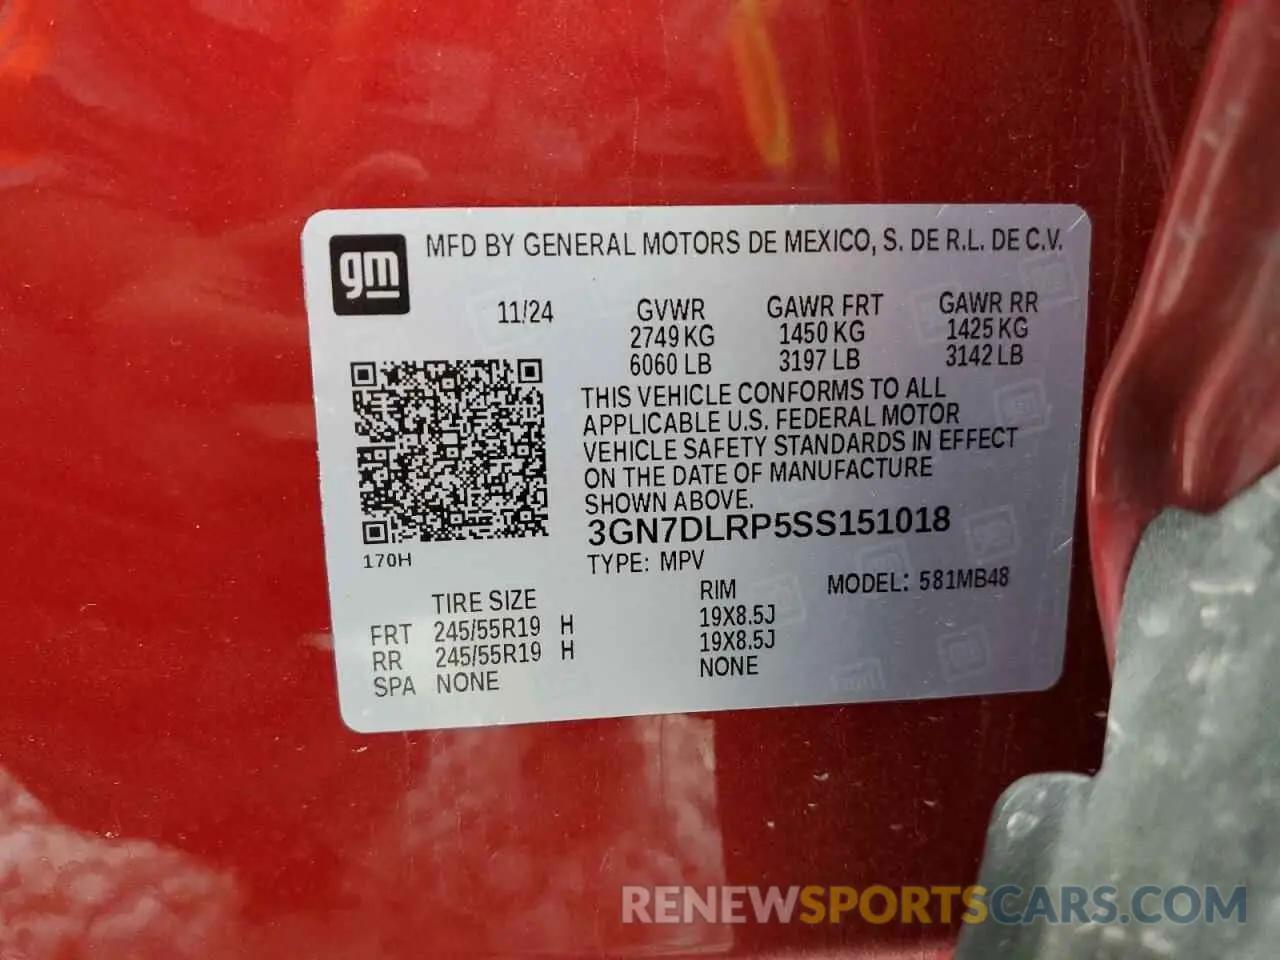 gm
MFD BY GENERAL MOTORS DE MEXICO, S. DE R.L. DE C.V.
11/24 GVWR GAWR FRT GAWR RR
2749 KG 1450 KG 1425 KG
6060 LB 3197 LB 3142 LB
THIS VEHICLE CONFORMS TO ALL
APPLICABLE U.S. FEDERAL MOTOR
VEHICLE SAFETY STANDARDS IN EFFECT
ON THE DATE OF MANUFACTURE
SHOWN ABOVE.
3GN7DLRP5SS151018
170H
TYPE: MPV
MODEL: 581MB48
TIRE SIZE RIM
FRT 245/55R19 H 19X8.5J
RR 245/55R19 H 19X8.5J
SPA NONE NONE
RENEWSPORTSCARS.COM